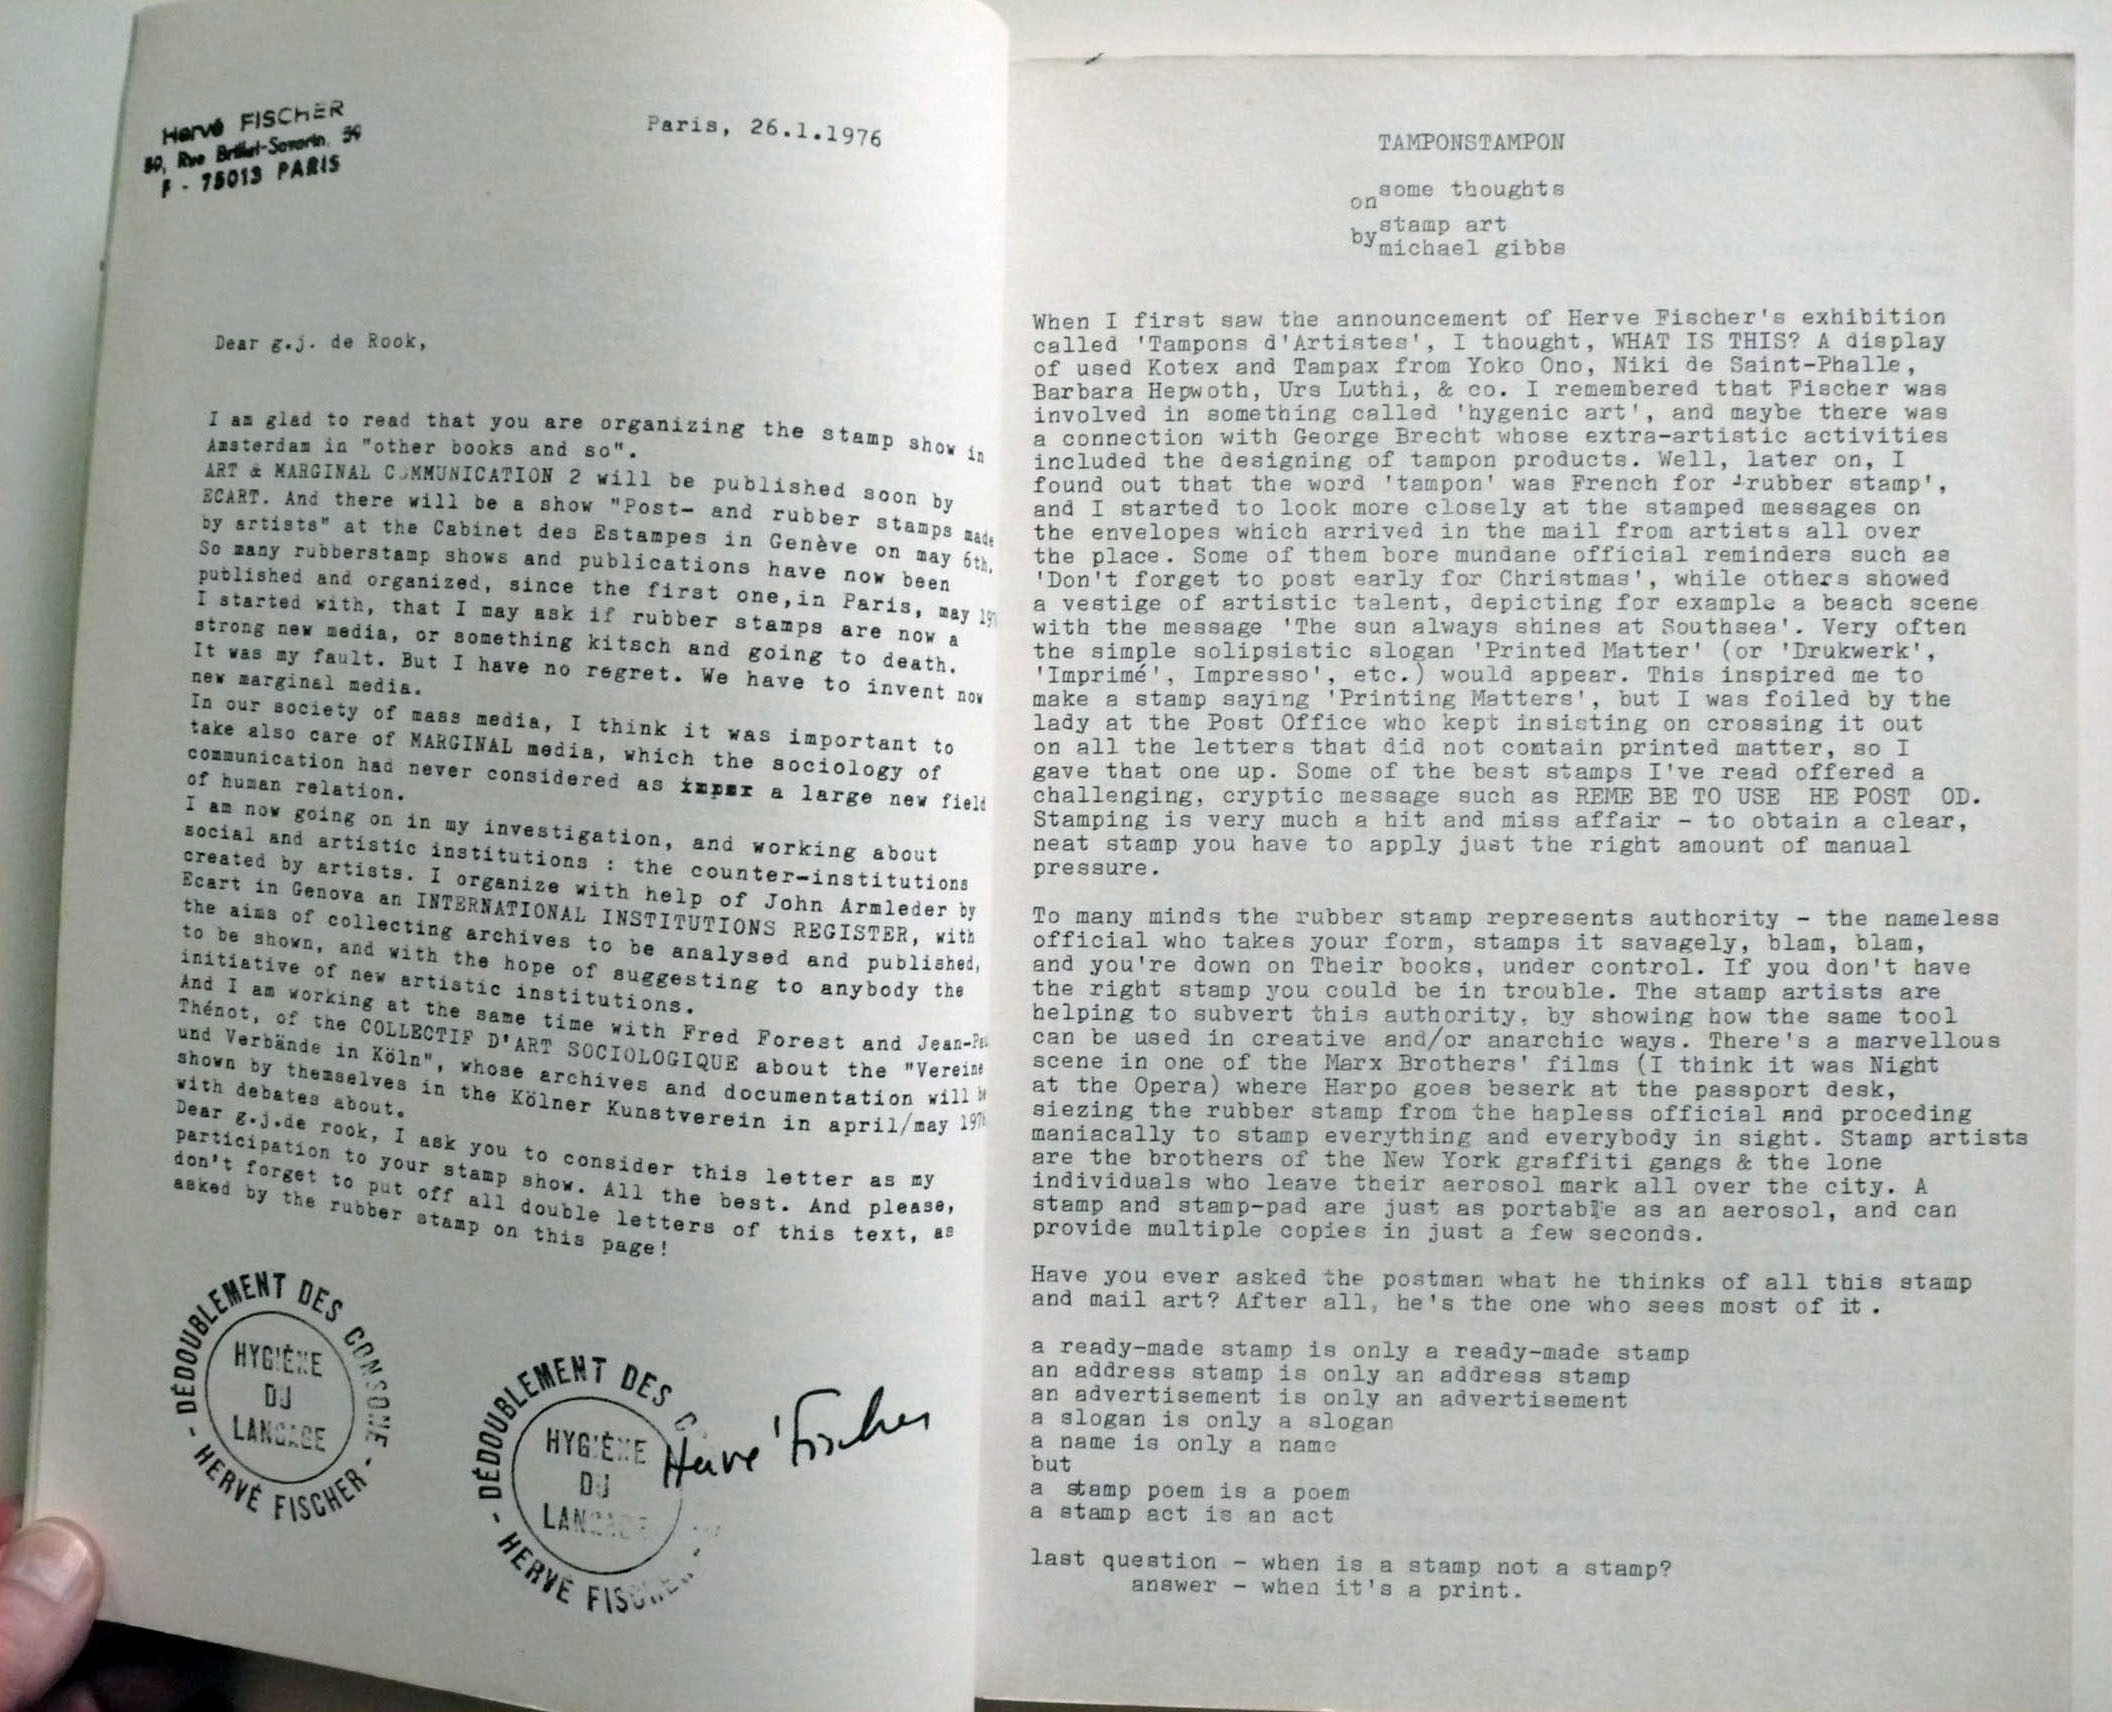 Hervé FISCHER
59, Rue Brillat-Savarin, 59
F - 75013 PARIS
Paris, 26.1.1976
Dear g.j. de Rook,
I am glad to read that you are organizing the stamp show in
Amsterdam in "other books and so".
ART & MARGINAL COMMUNICATION 2 will be published soon by
ECART. And there will be a show "Post- and rubber stamps made
by artists" at the Cabinet des Estampes in Genève on may 6th,
So many rubberstamp shows and publications have now been
published and organized, since the first one,in Paris, may
I started with, that I may ask if rubber stamps are now a
strong new media, or something kitsch and going to death.
It was my fault. But I have no regret. We have to invent now
new marginal media.
In our society of mass media, I think it was important to
take also care of MARGINAL media, which the sociology of
communication had never considered as a large new field
of human relation.
I am now going on in my investigation, and working about
social and artistic institutions : the counter-institutions
created by artists. I organize with help of John Armleder by
Ecart in Genova an INTERNATIONAL INSTITUTIONS REGISTER, with
the aims of collecting archives to be analysed and published,
to be shown, and with the hope of suggesting to anybody the
initiative of new artistic institutions.
And I am working at the same time with Fred Forest and
Thénot, of the COLLECTIF D'ART SOCIOLOGIQUE about the "Vereine
und Verbände in Köln", whose archives and documentation will be
shown by themselves in the Kölner Kunstverein in april/may 1976
with debates about.
Dear g.j.de rook, I ask you to consider this letter as my
participation to your stamp show. All the best. And please,
don't forget to put off all double letters of this text, as
asked by the rubber stamp on this page!
- DÉDOUBLEMENT DES CONSONE - HERVÉ FISCHER
HYGIÈNE
DU
LANGAGE
- DÉDOUBLEMENT DES
HERVÉ
HYGIÈNE
DU
Hervé Fischer
TAMPONSTAMPON
some thoughts
on
stamp art
by
michael gibbs
When I first saw the announcement of Herve Fischer's exhibition
called 'Tampons d'Artistes', I thought, WHAT IS THIS? A display
of used Kotex and Tampax from Yoko Ono, Niki de Saint-Phalle,
Barbara Hepwoth, Urs Luthi, & co. I remembered that Fischer was
involved in something called 'hygenic art', and maybe there was
a connection with George Brecht whose extra-artistic activities
included the designing of tampon products. Well, later on, I
found out that the word 'tampon' was French for 'rubber stamp',
and I started to look more closely at the stamped messages on
the envelopes which arrived in the mail from artists all over
the place. Some of them bore mundane official reminders such as
'Don't forget to post early for Christmas', while others showed
a vestige of artistic talent, depicting for example a beach scene
with the message 'The sun always shines at Southsea'. Very often
the simple solipsistic slogan 'Printed Matter' (or 'Drukwerk',
'Imprimé', Impresso', etc.) would appear. This inspired me to
make a stamp saying 'Printing Matters', but I was foiled by the
lady at the Post Office who kept insisting on crossing it out
on all the letters that did not contain printed matter, so I
gave that one up. Some of the best stamps I've read offered a
challenging, cryptic message such as REME BE TO USE  HE POST  OD.
Stamping is very much a hit and miss affair - to obtain a clear,
neat stamp you have to apply just the right amount of manual
pressure.
To many minds the rubber stamp represents authority - the nameless
official who takes your form, stamps it savagely, blam, blam,
and you're down on Their books, under control. If you don't have
the right stamp you could be in trouble. The stamp artists are
helping to subvert this authority, by showing how the same tool
can be used in creative and/or anarchic ways. There's a marvellous
scene in one of the Marx Brothers' films (I think it was Night
at the Opera) where Harpo goes beserk at the passport desk,
siezing the rubber stamp from the hapless official and proceding
maniacally to stamp everything and everybody in sight. Stamp artists
are the brothers of the New York graffiti gangs & the lone
individuals who leave their aerosol mark all over the city. A
stamp and stamp-pad are just as portable as an aerosol, and can
provide multiple copies in just a few seconds.
Have you ever asked the postman what he thinks of all this stamp
and mail art? After all, he's the one who sees most of it.
a ready-made stamp is only a ready-made stamp
an address stamp is only an address stamp
an advertisement is only an advertisement
a slogan is only a slogan
a name is only a name
but
a stamp poem is a poem
a stamp act is an act
last question - when is a stamp not a stamp?
answer - when it's a print.